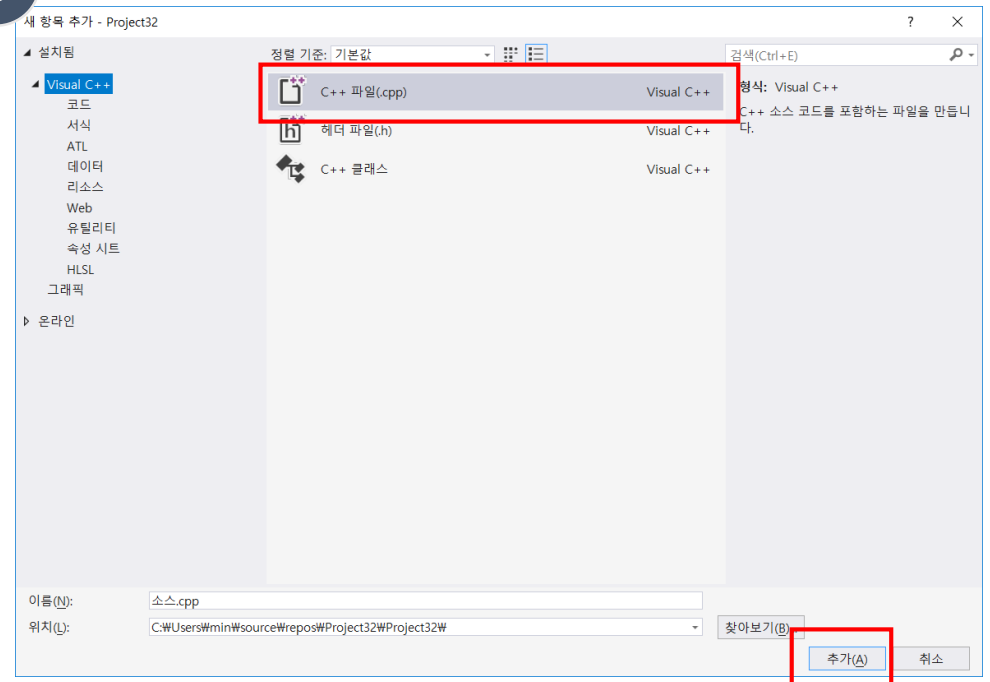 새 항목 추가 - Project32
? ×
설치됨
정렬 기준: 기본값
검색(Ctrl+E)
Visual C++
코드
서식
ATL
데이터
리소스
Web
유틸리티
속성 시트
HLSL
그래픽
온라인
C++ 파일(.cpp) Visual C++
헤더 파일(.h) Visual C++
C++ 클래스 Visual C++
형식: Visual C++
C++ 소스 코드를 포함하는 파일을 만듭니
다.
이름(N): 소스.cpp
위치(L): C:₩Users₩min₩source₩repos₩Project32₩Project32₩
찾아보기(B)...
추가(A) 취소